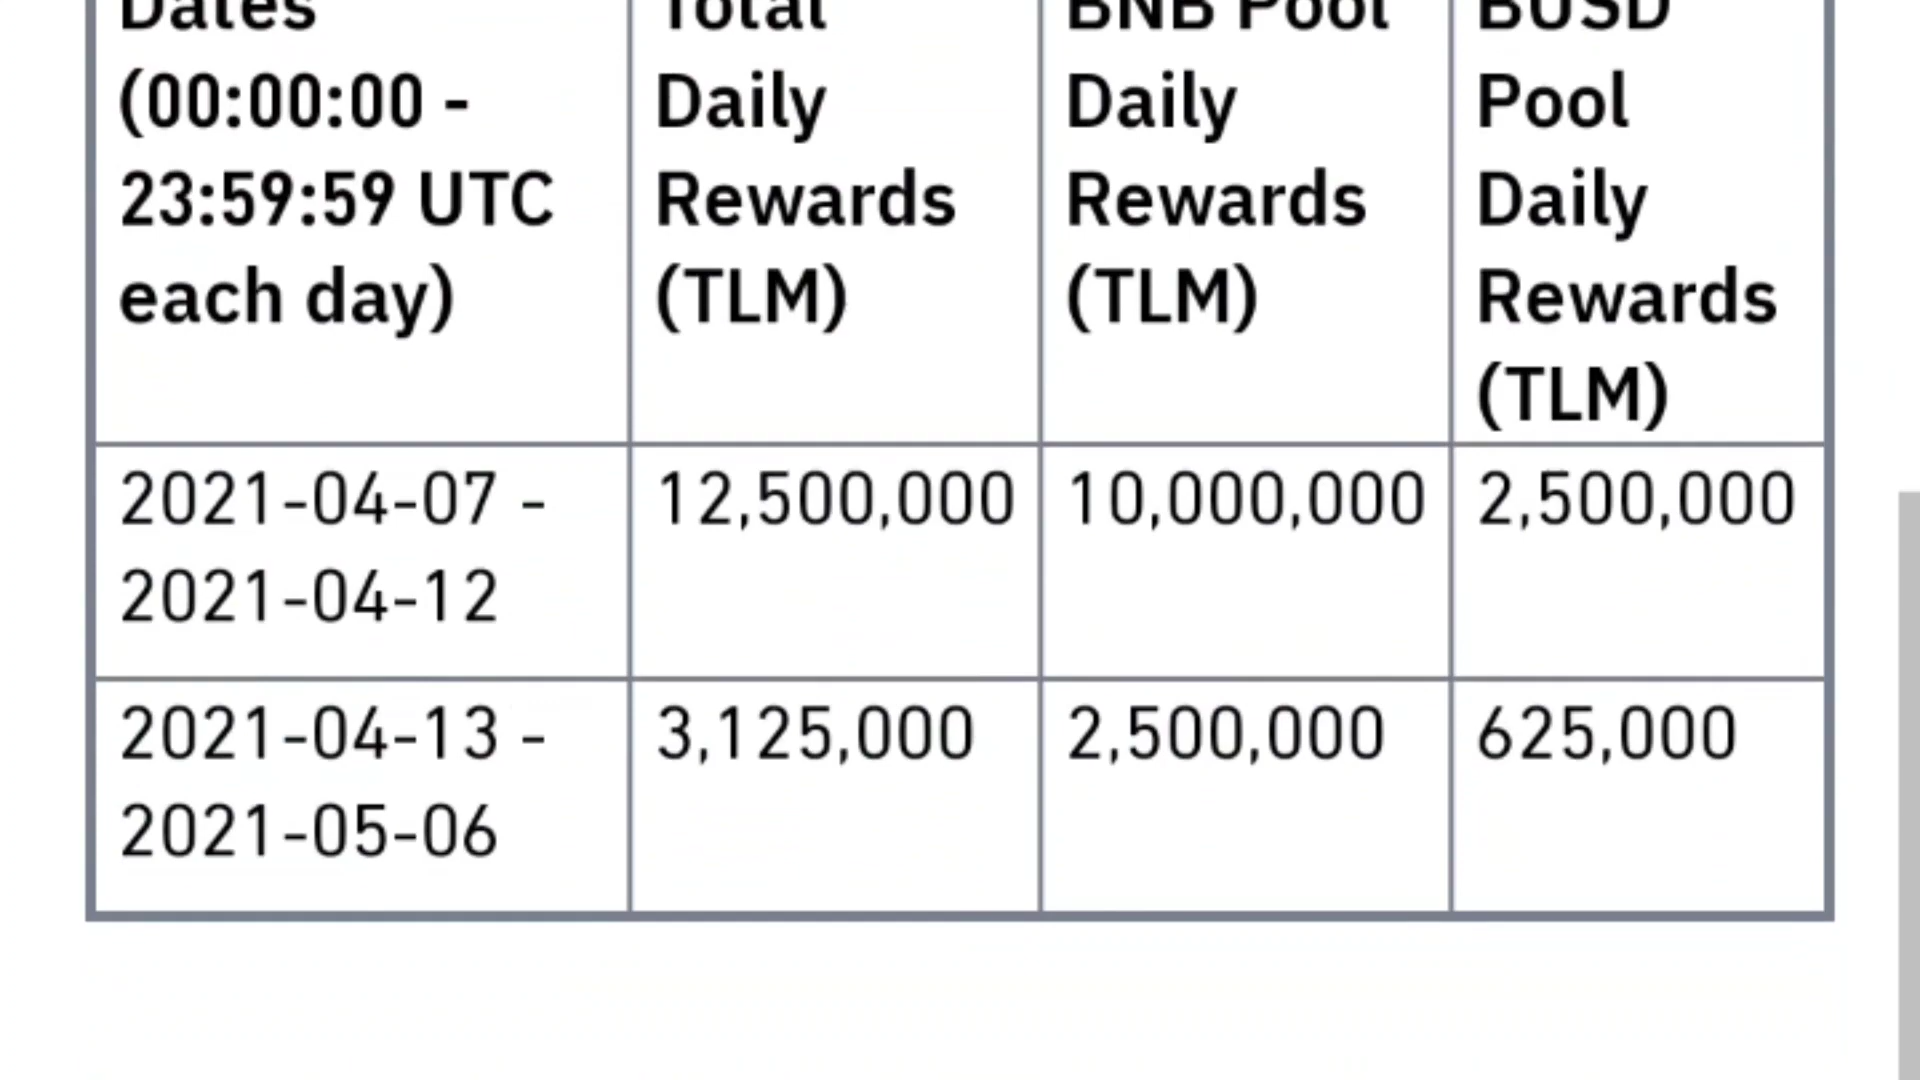 Dates
(00:00:00 -
23:59:59 UTC
each day)
Total
Daily
Rewards
(TLM)
BNB Pool
Daily
Rewards
(TLM)
BUSD
Pool
Daily
Rewards
(TLM)
2021-04-07 -
2021-04-12
12,500,000
10,000,000
2,500,000
2021-04-13 -
2021-05-06
3,125,000
2,500,000
625,000